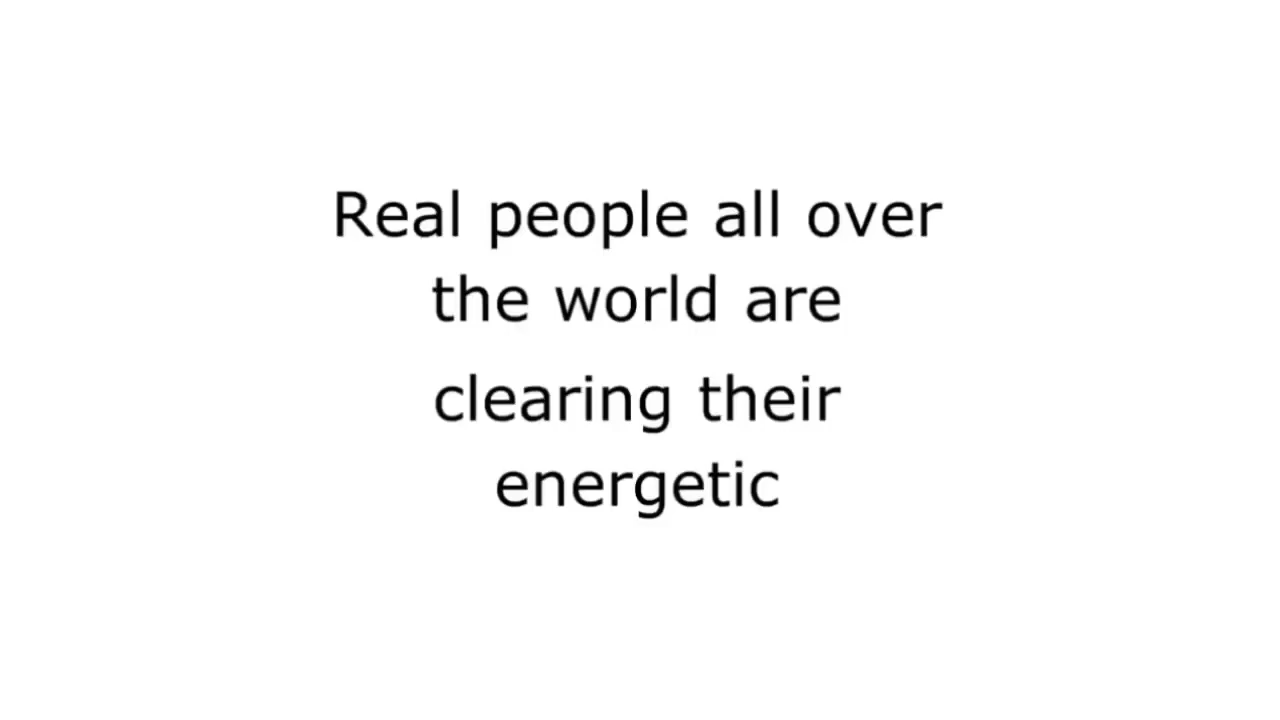 Real people all over
the world are
clearing their
energetic